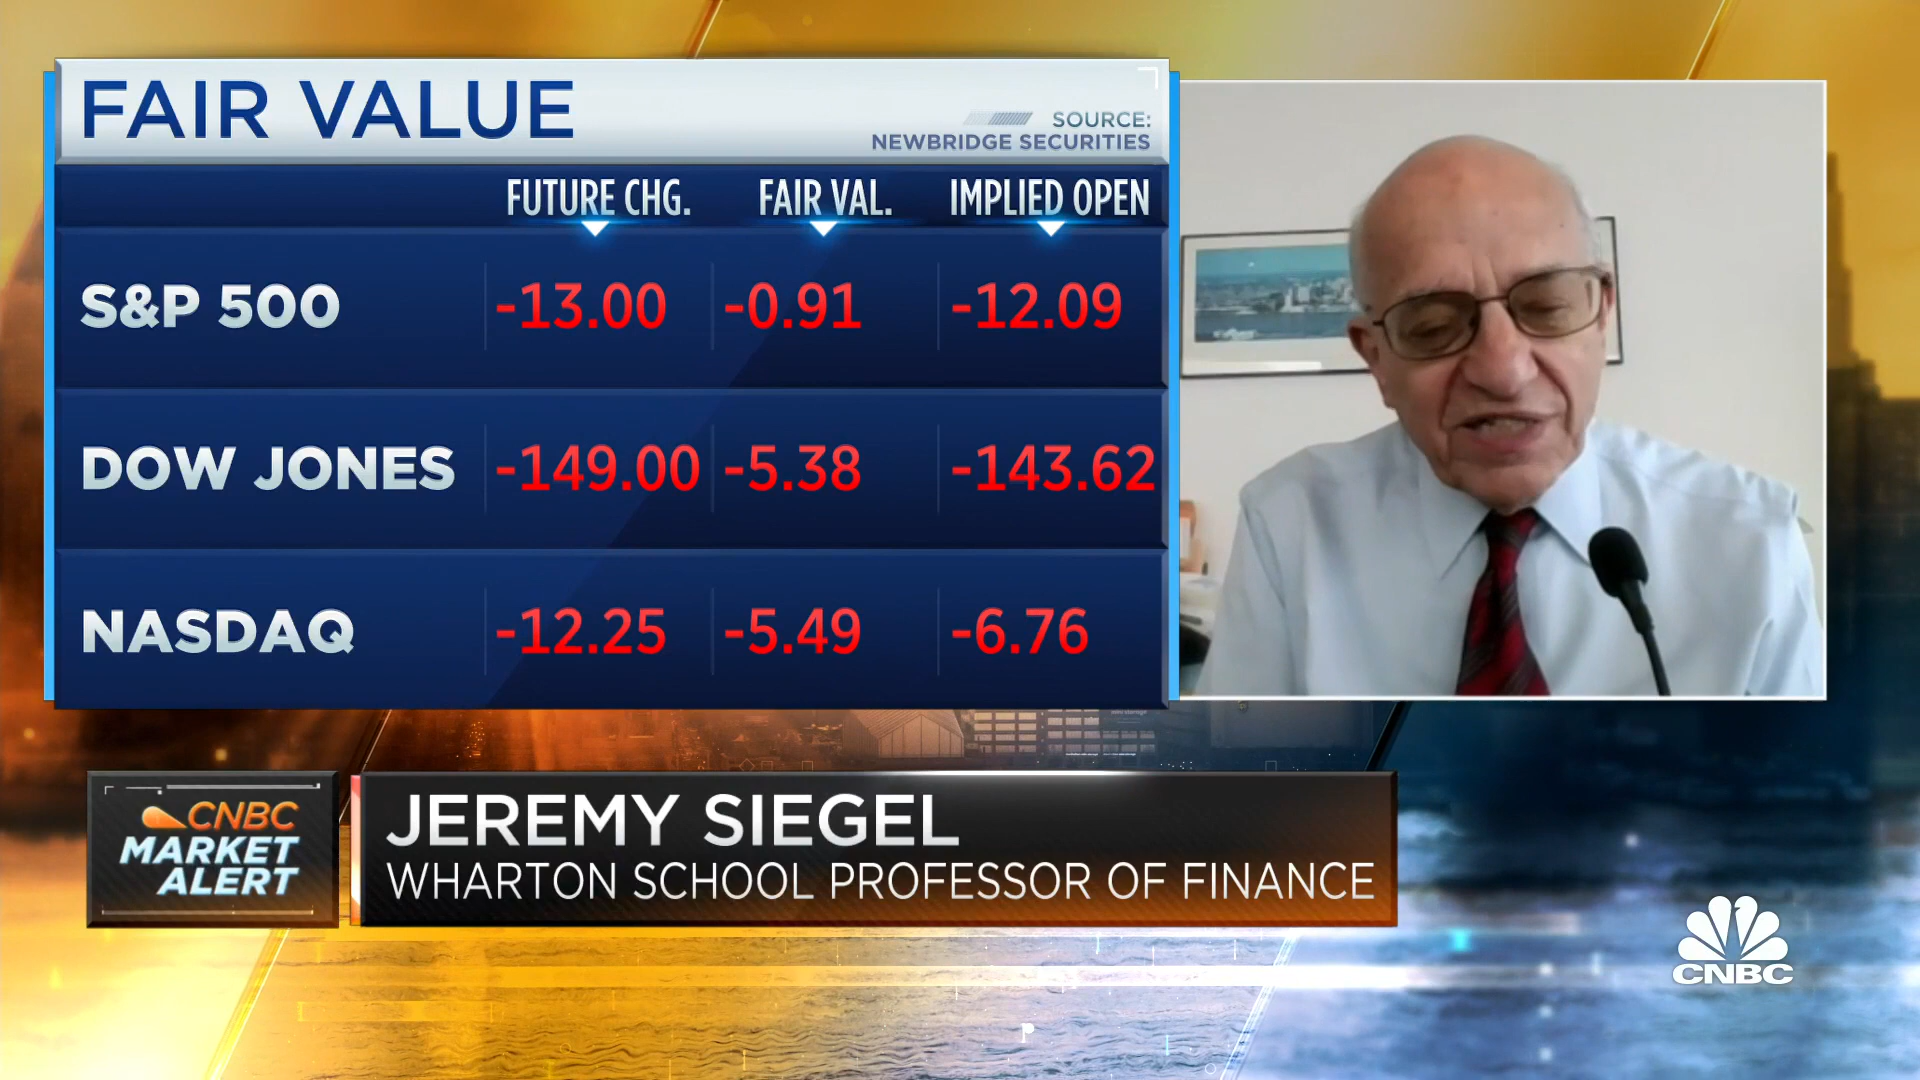 FAIR VALUE
SOURCE:
NEWBRIDGE SECURITIES
FUTURE CHG. FAIR VAL. IMPLIED OPEN
S&P 500 -13.00 -0.91 -12.09
DOW JONES -149.00 -5.38 -143.62
NASDAQ -12.25 -5.49 -6.76
CNBC
MARKET
ALERT
JEREMY SIEGEL
WHARTON SCHOOL PROFESSOR OF FINANCE
CNBC